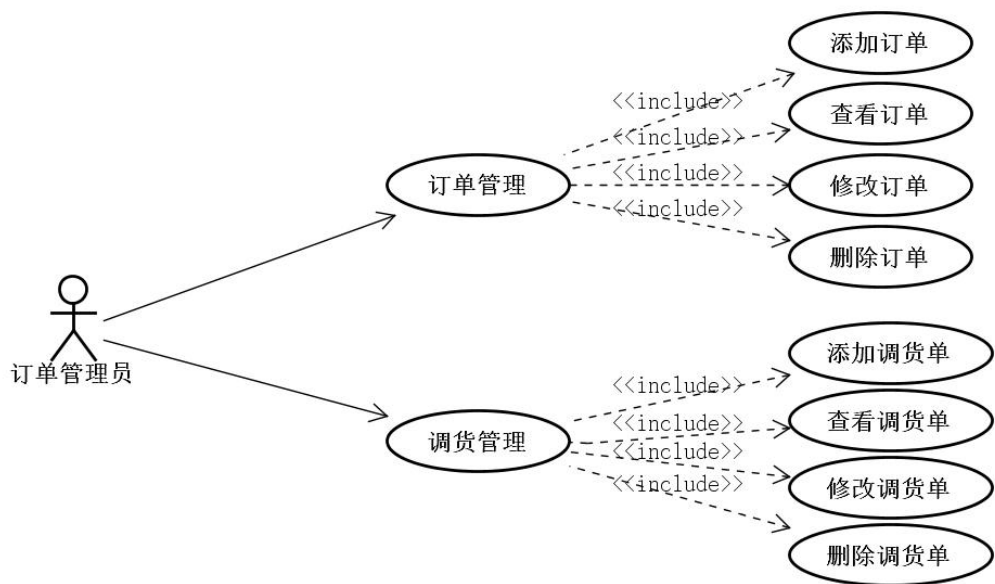 添加订单
<<include>>
查看订单
<<include>>
订单管理
<<include>>
修改订单
<<include>>
删除订单
订单管理员
添加调货单
<<include>>
查看调货单
<<include>>
调货管理
<<include>>
修改调货单
<<include>>
删除调货单